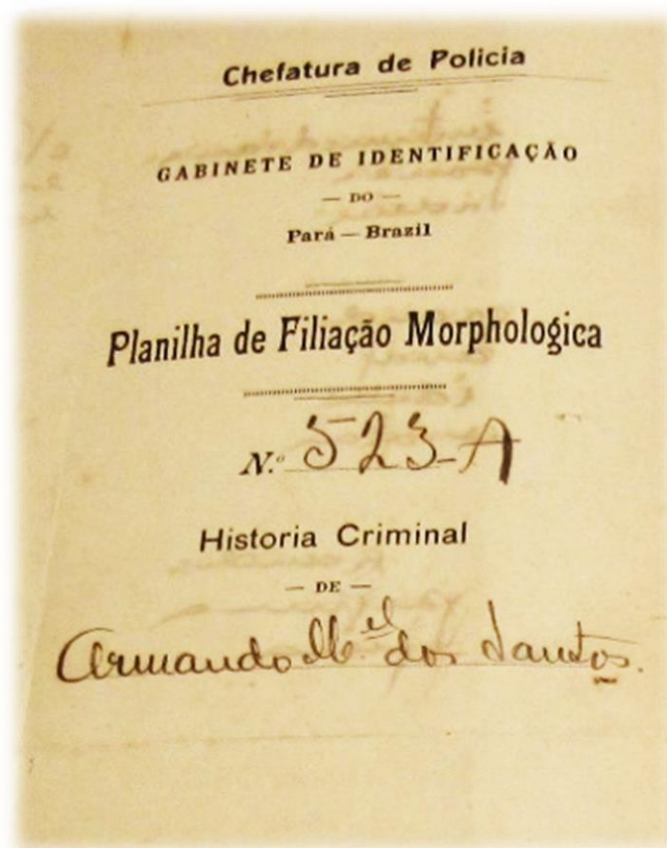 Chefatura de Policia
GABINETE DE IDENTIFICAÇÃO
— DO —
Pará — Brazil
Planilha de Filiação Morphologica
N.º 523-A
Historia Criminal
— DE —
Armando M.el dos Santos.